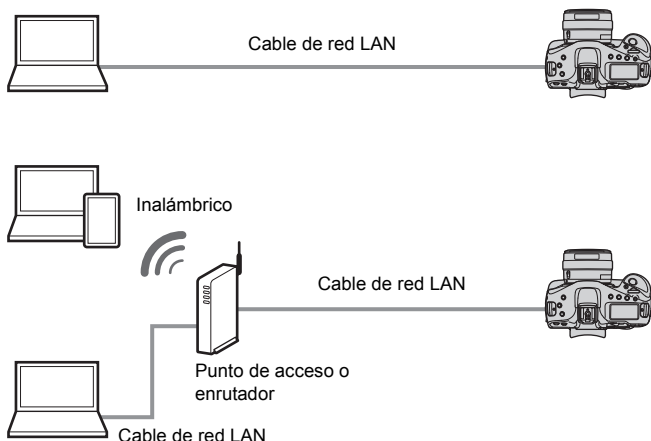 Cable de red LAN
Inalámbrico
Cable de red LAN
Punto de acceso o
enrutador
Cable de red LAN